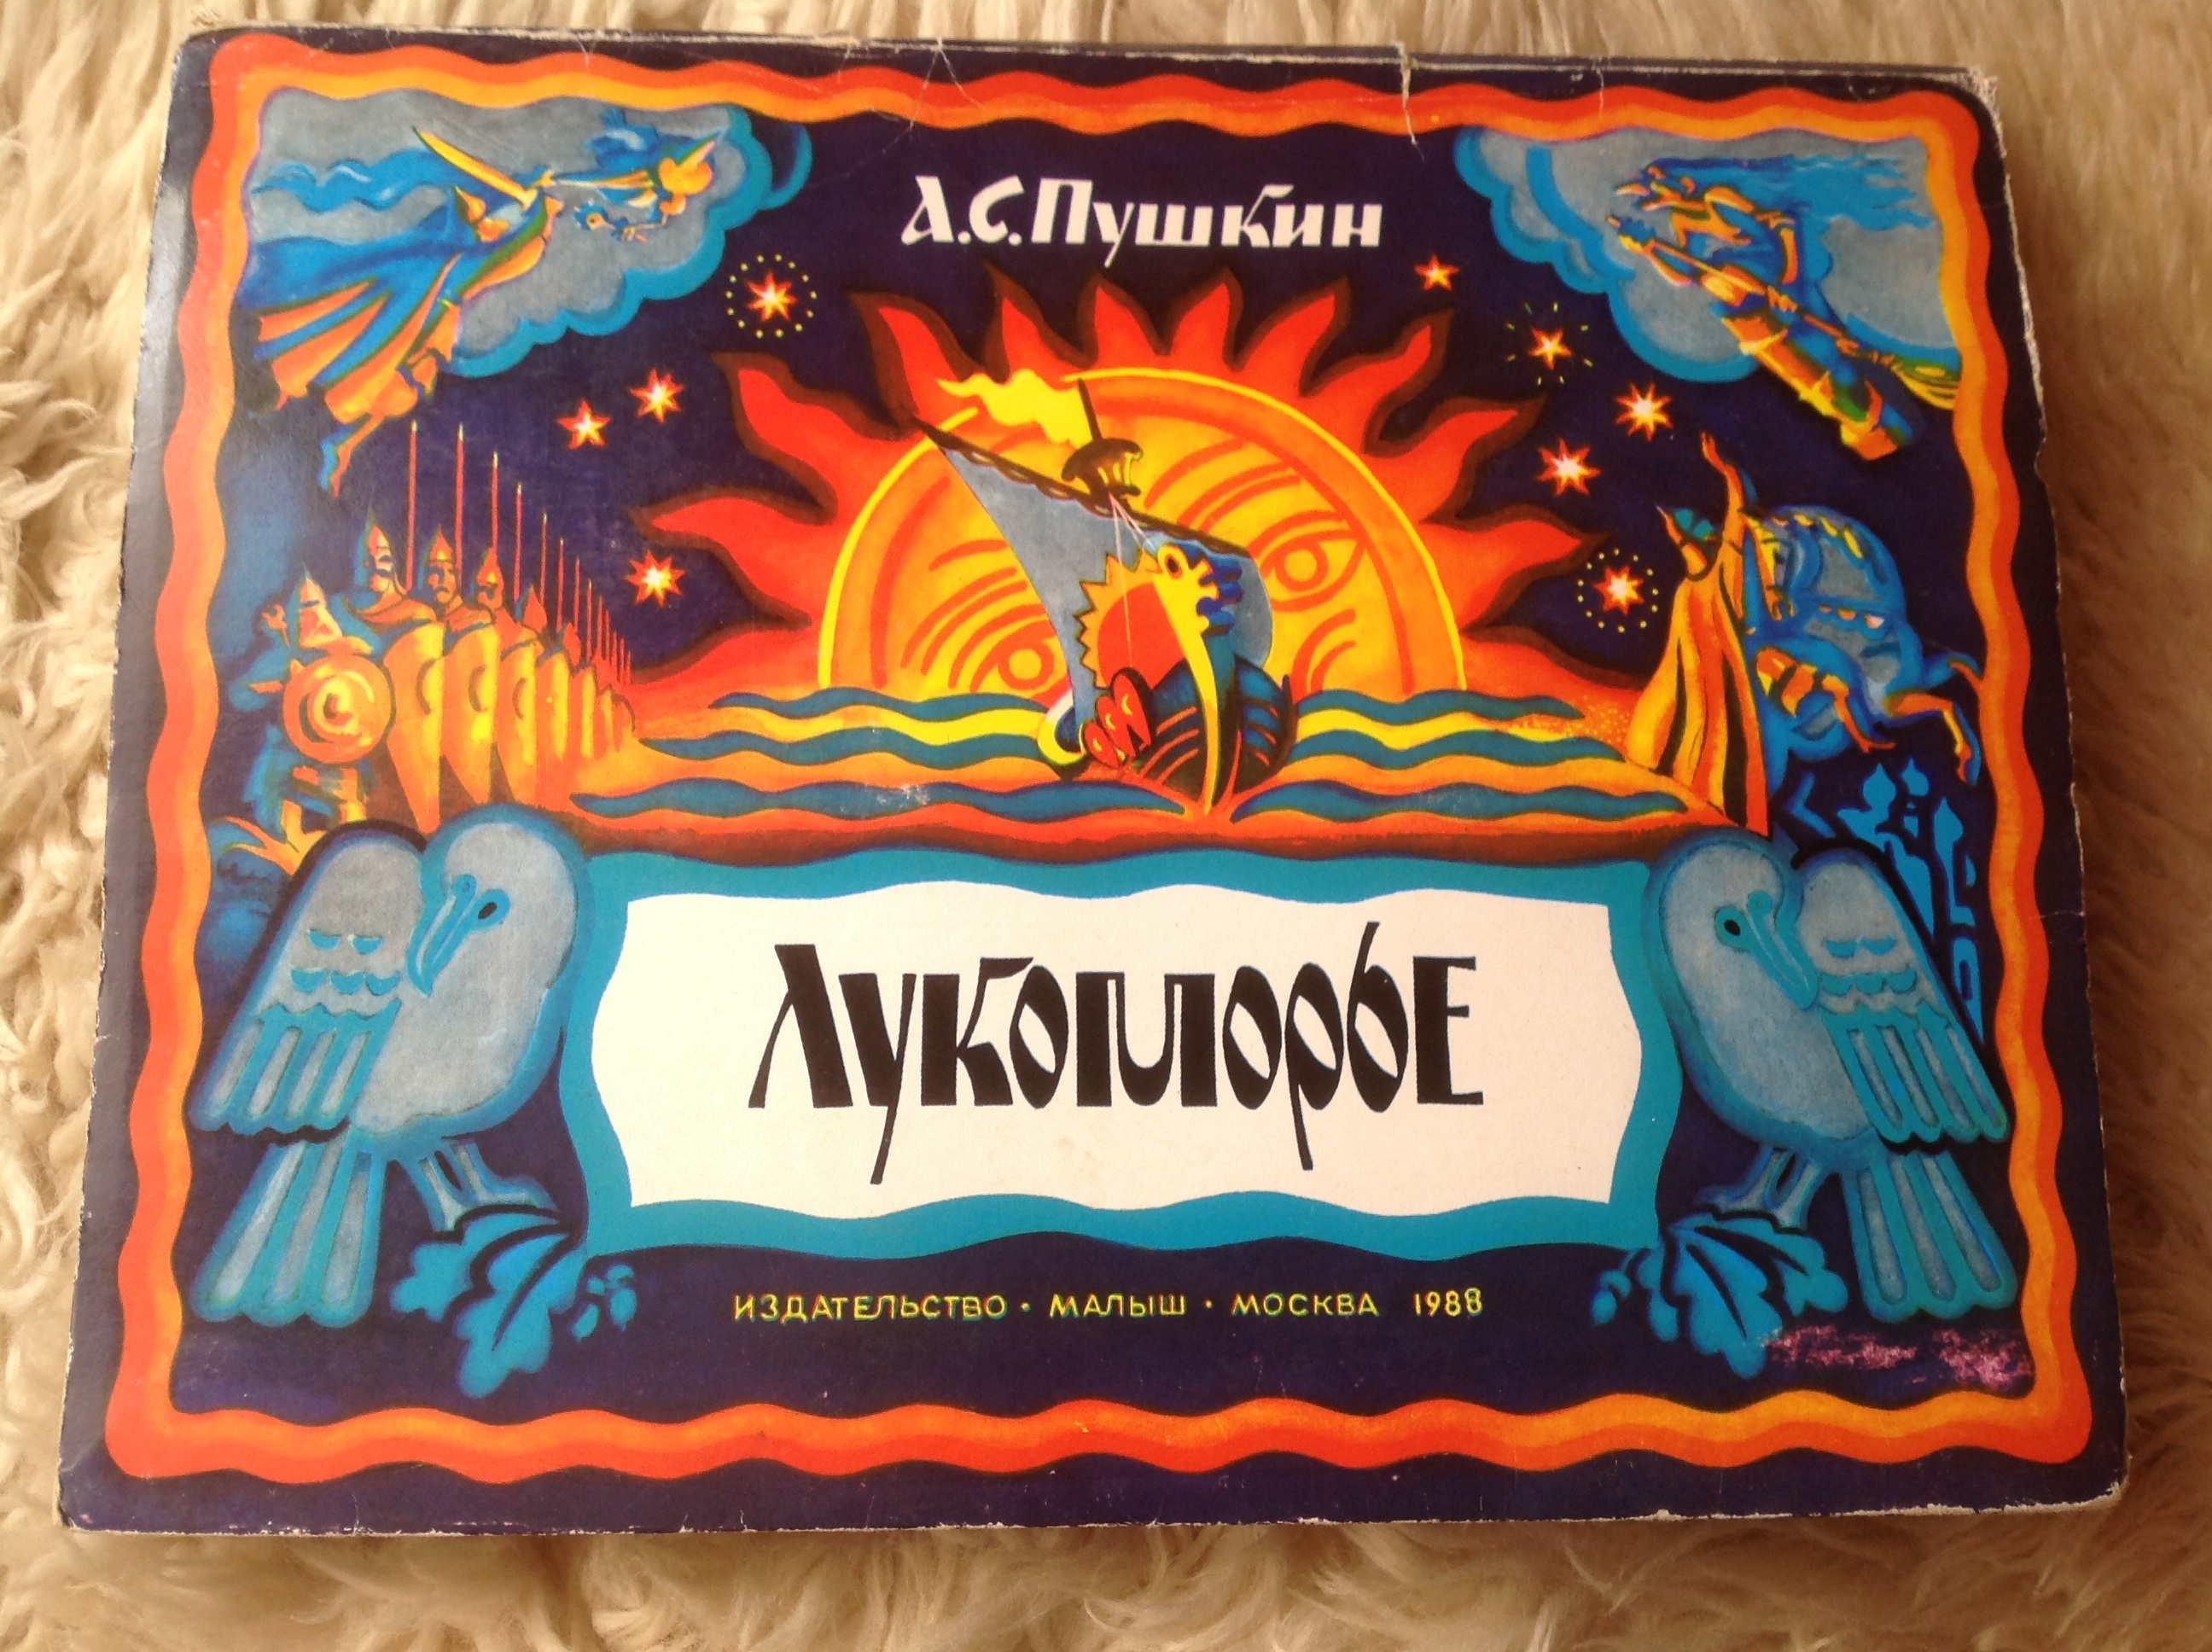 А.С.Пушкин
Лукоморье
ИЗДАТЕЛЬСТВО · МАЛЫШ · МОСКВА 1988